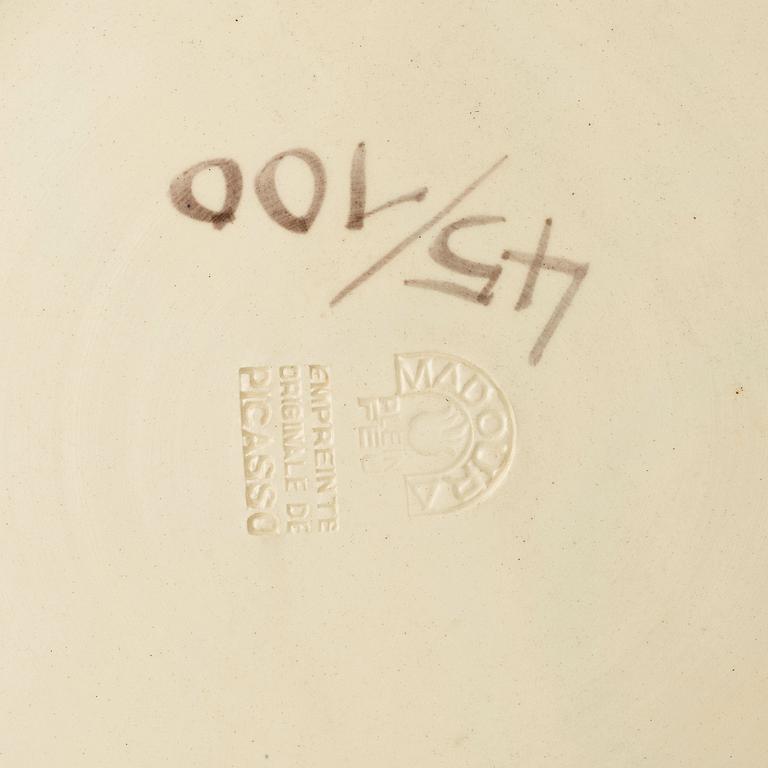 45/100
MADOURA
PLEIN
FEU
EMPREINTE
ORIGINALE DE
PICASSO